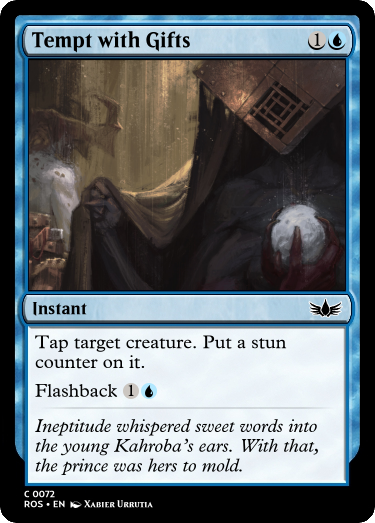 Tempt with Gifts 1
Instant
Tap target creature. Put a stun
counter on it.
Flashback 1
Ineptitude whispered sweet words into
the young Kahroba's ears. With that,
the prince was hers to mold.
C 0072
ROS • EN Xabier Urrutia